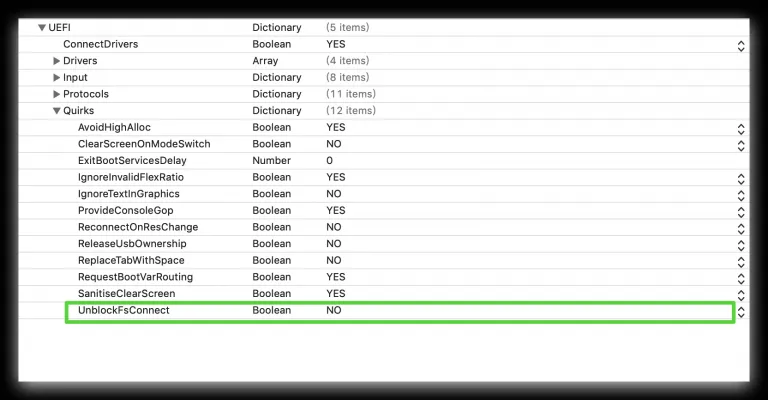 UEFI Dictionary (5 items)
ConnectDrivers Boolean YES
Drivers Array (4 items)
Input Dictionary (8 items)
Protocols Dictionary (11 items)
Quirks Dictionary (12 items)
AvoidHighAlloc Boolean YES
ClearScreenOnModeSwitch Boolean NO
ExitBootServicesDelay Number 0
IgnoreInvalidFlexRatio Boolean YES
IgnoreTextInGraphics Boolean NO
ProvideConsoleGop Boolean YES
ReconnectOnResChange Boolean NO
ReleaseUsbOwnership Boolean NO
ReplaceTabWithSpace Boolean NO
RequestBootVarRouting Boolean YES
SanitiseClearScreen Boolean YES
UnblockFsConnect Boolean NO